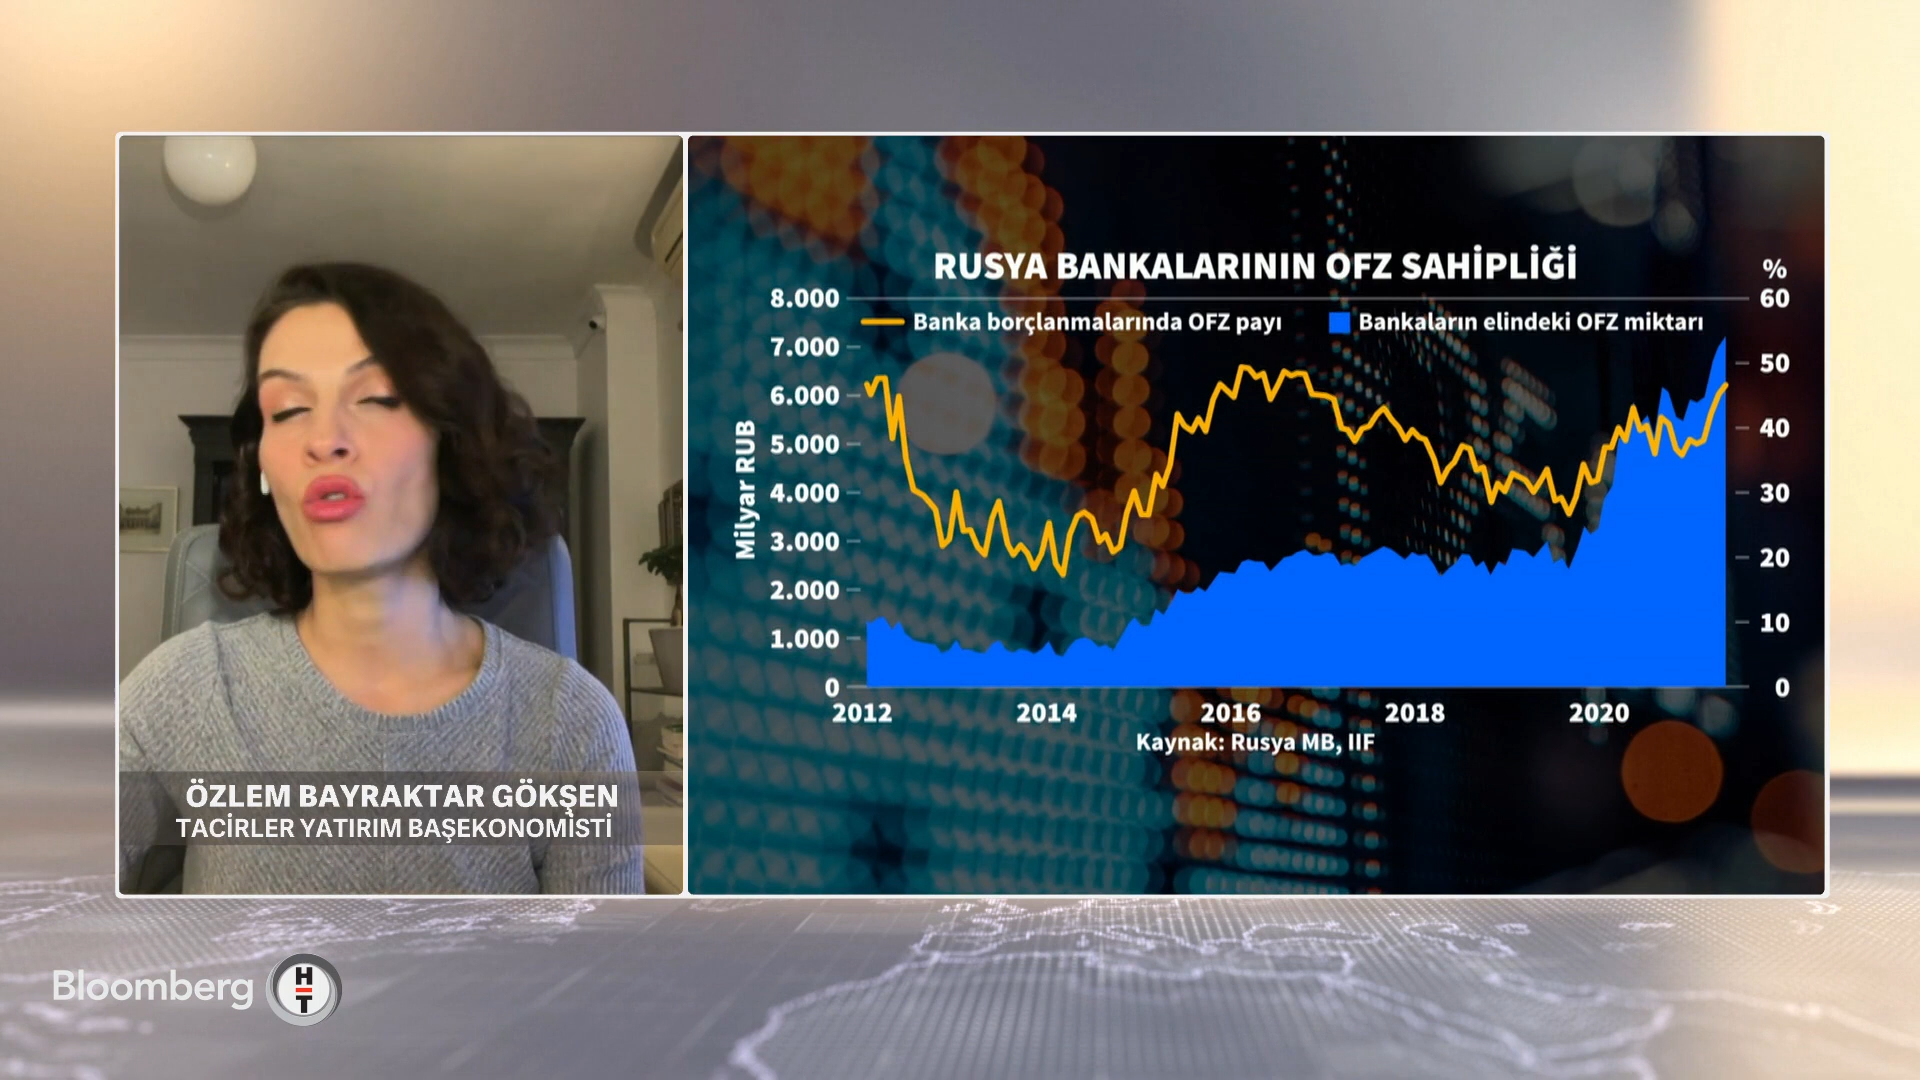 RUSYA BANKALARININ OFZ SAHİPLİĞİ
%
Banka borçlanmalarında OFZ payı
Bankaların elindeki OFZ miktarı
Milyar RUB
8.000
7.000
6.000
5.000
4.000
3.000
2.000
1.000
0
60
50
40
30
20
10
0
2012 2014 2016 2018 2020
Kaynak: Rusya MB, IIF
ÖZLEM BAYRAKTAR GÖKŞEN
TACİRLER YATIRIM BAŞEKONOMİSTİ
Bloomberg HT